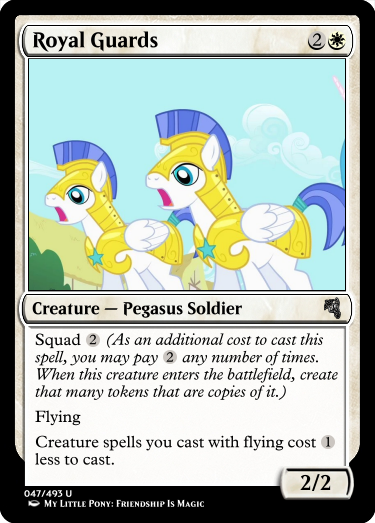 Royal Guards 2
Creature — Pegasus Soldier
Squad 2 (As an additional cost to cast this
spell, you may pay 2 any number of times.
When this creature enters the battlefield, create
that many tokens that are copies of it.)
Flying
Creature spells you cast with flying cost 1
less to cast.
2/2
047/493 U
My Little Pony: Friendship Is Magic